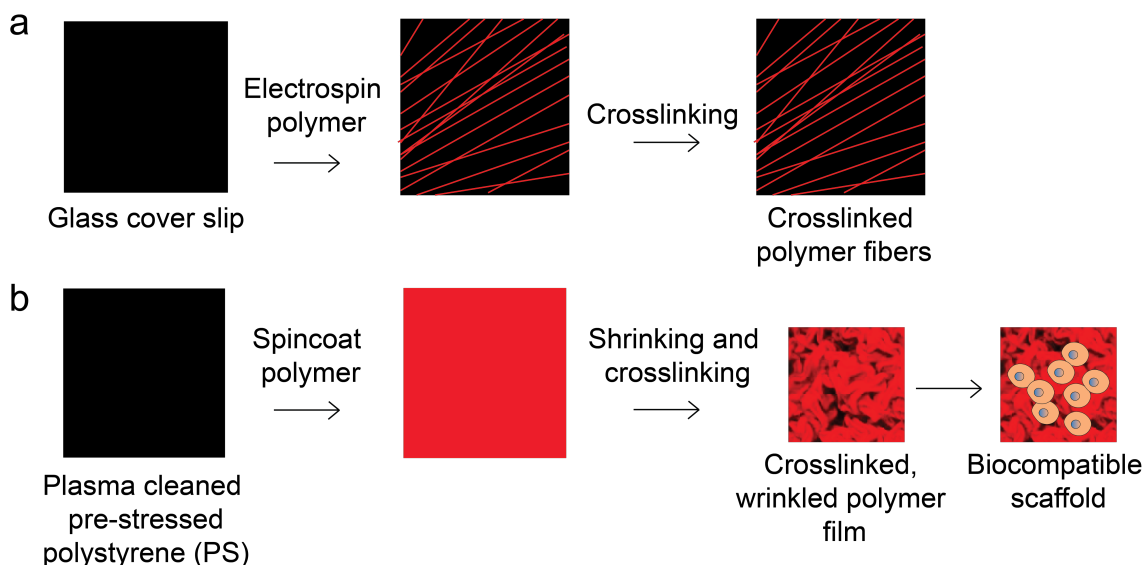 a
Electrospin
polymer
Crosslinking
Glass cover slip
Crosslinked
polymer fibers
b
Spincoat
polymer
Shrinking and
crosslinking
Plasma cleaned
pre-stressed
polystyrene (PS)
Crosslinked,
wrinkled polymer
film
Biocompatible
scaffold